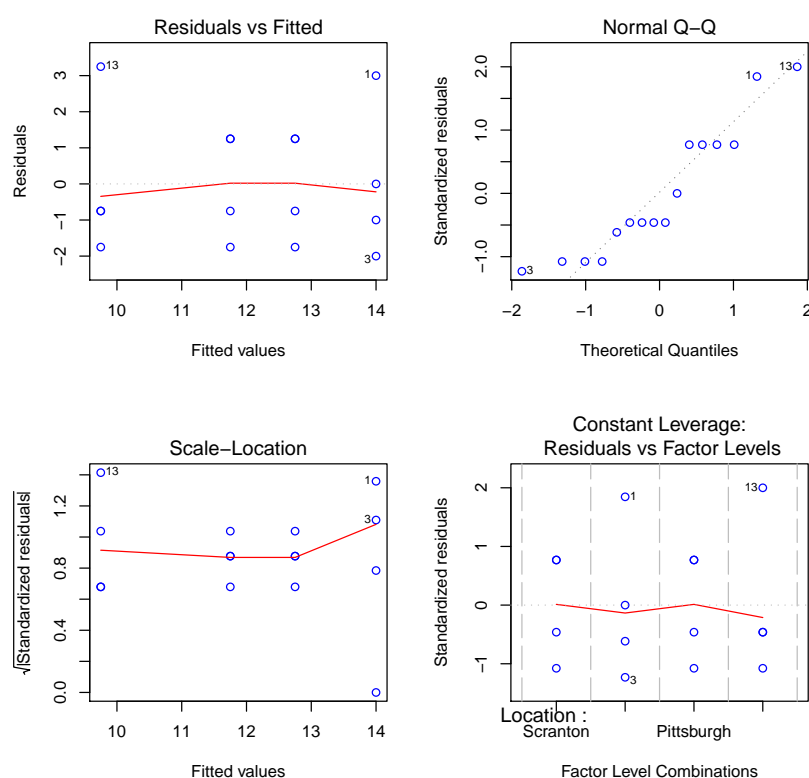 Residuals vs Fitted
Residuals
3
2
1
0
−1
−2
13
1
3
10 11 12 13 14
Fitted values
Normal Q−Q
Standardized residuals
2.0
1.0
0.0
−1.0
1
13
3
−2 −1 0 1 2
Theoretical Quantiles
Scale−Location
√|Standardized residuals|
1.2
0.8
0.4
0.0
13
1
3
10 11 12 13 14
Fitted values
Constant Leverage:
Residuals vs Factor Levels
Standardized residuals
2
1
0
−1
1
13
3
Location :
Scranton Pittsburgh
Factor Level Combinations